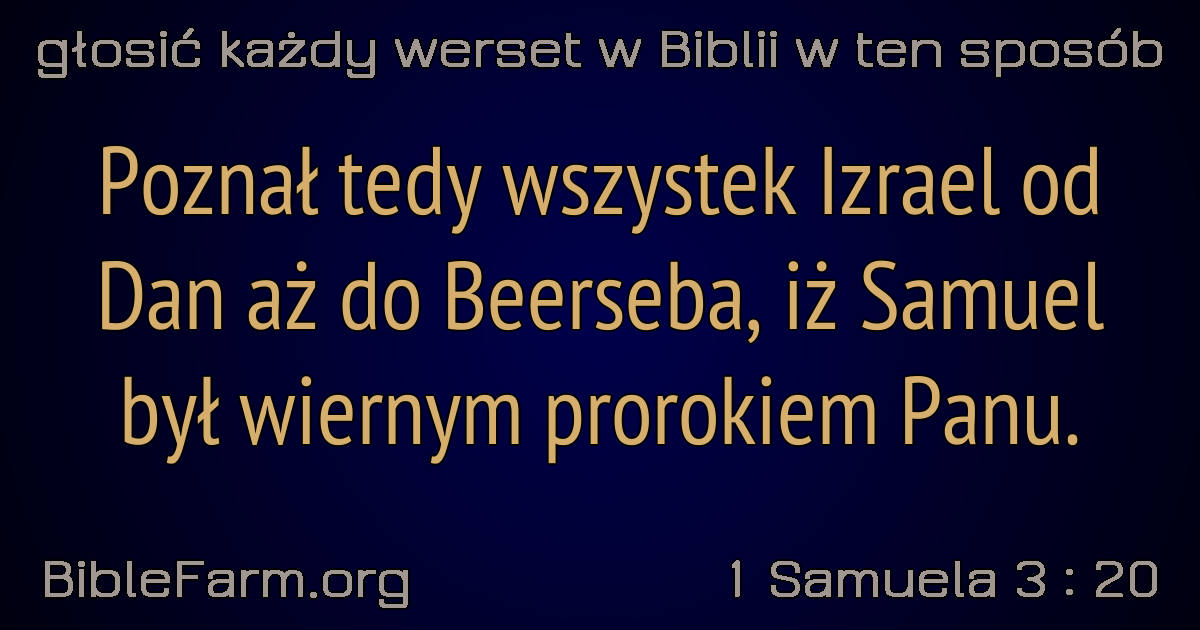 głosić każdy werset w Biblii w ten sposób
Poznał tedy wszystek Izrael od
Dan aż do Beerseba, iż Samuel
był wiernym prorokiem Panu.
BibleFarm.org
1 Samuela 3 : 20